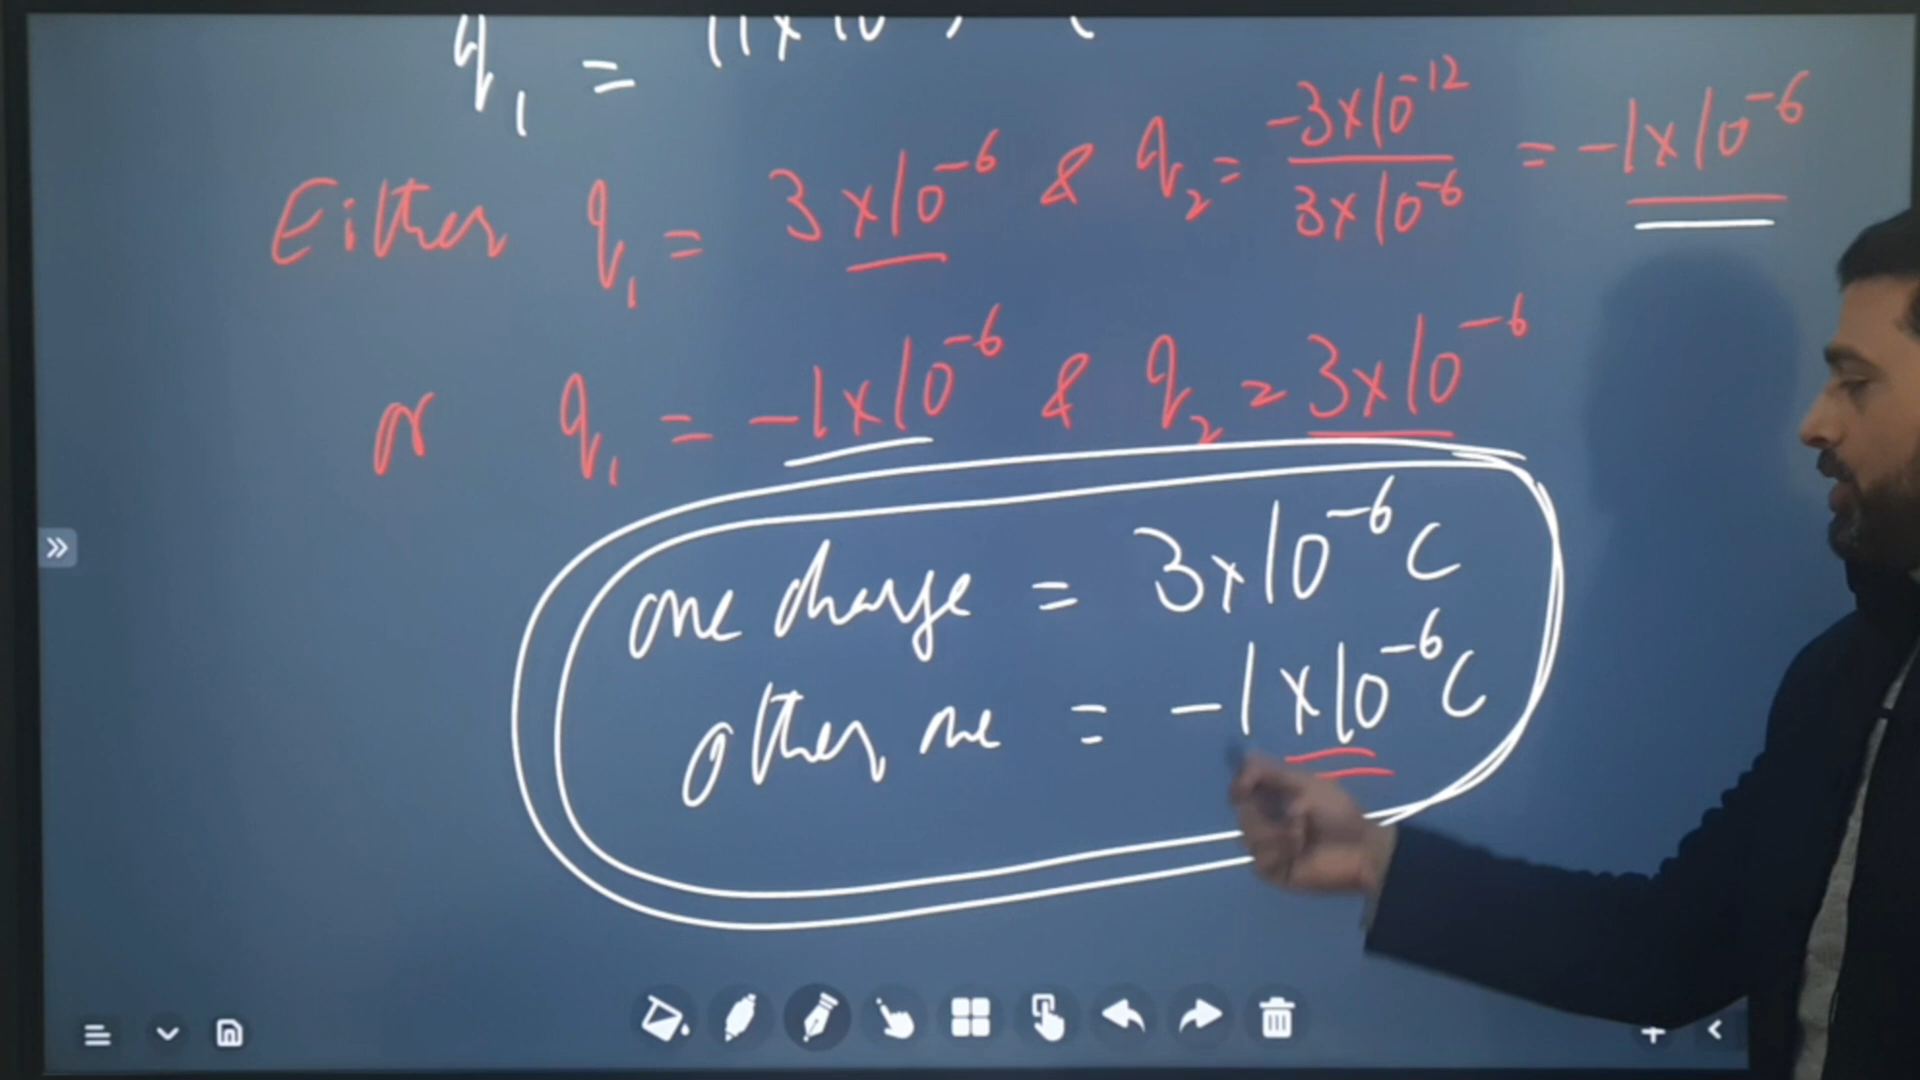 q₁ =
Either q₁ = 3×10⁻⁶ & q₂ = -3×10⁻¹² / 3×10⁻⁶ = -1×10⁻⁶
or q₁ = -1×10⁻⁶ & q₂ = 3×10⁻⁶
one charge = 3×10⁻⁶ C
other one = -1×10⁻⁶ C